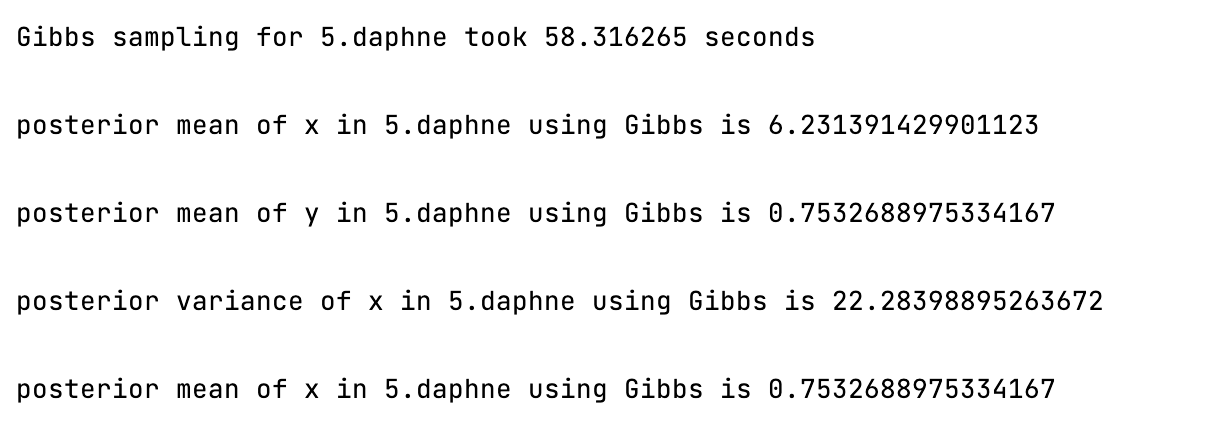 Gibbs sampling for 5.daphne took 58.316265 seconds
posterior mean of x in 5.daphne using Gibbs is 6.231391429901123
posterior mean of y in 5.daphne using Gibbs is 0.7532688975334167
posterior variance of x in 5.daphne using Gibbs is 22.28398895263672
posterior mean of x in 5.daphne using Gibbs is 0.7532688975334167